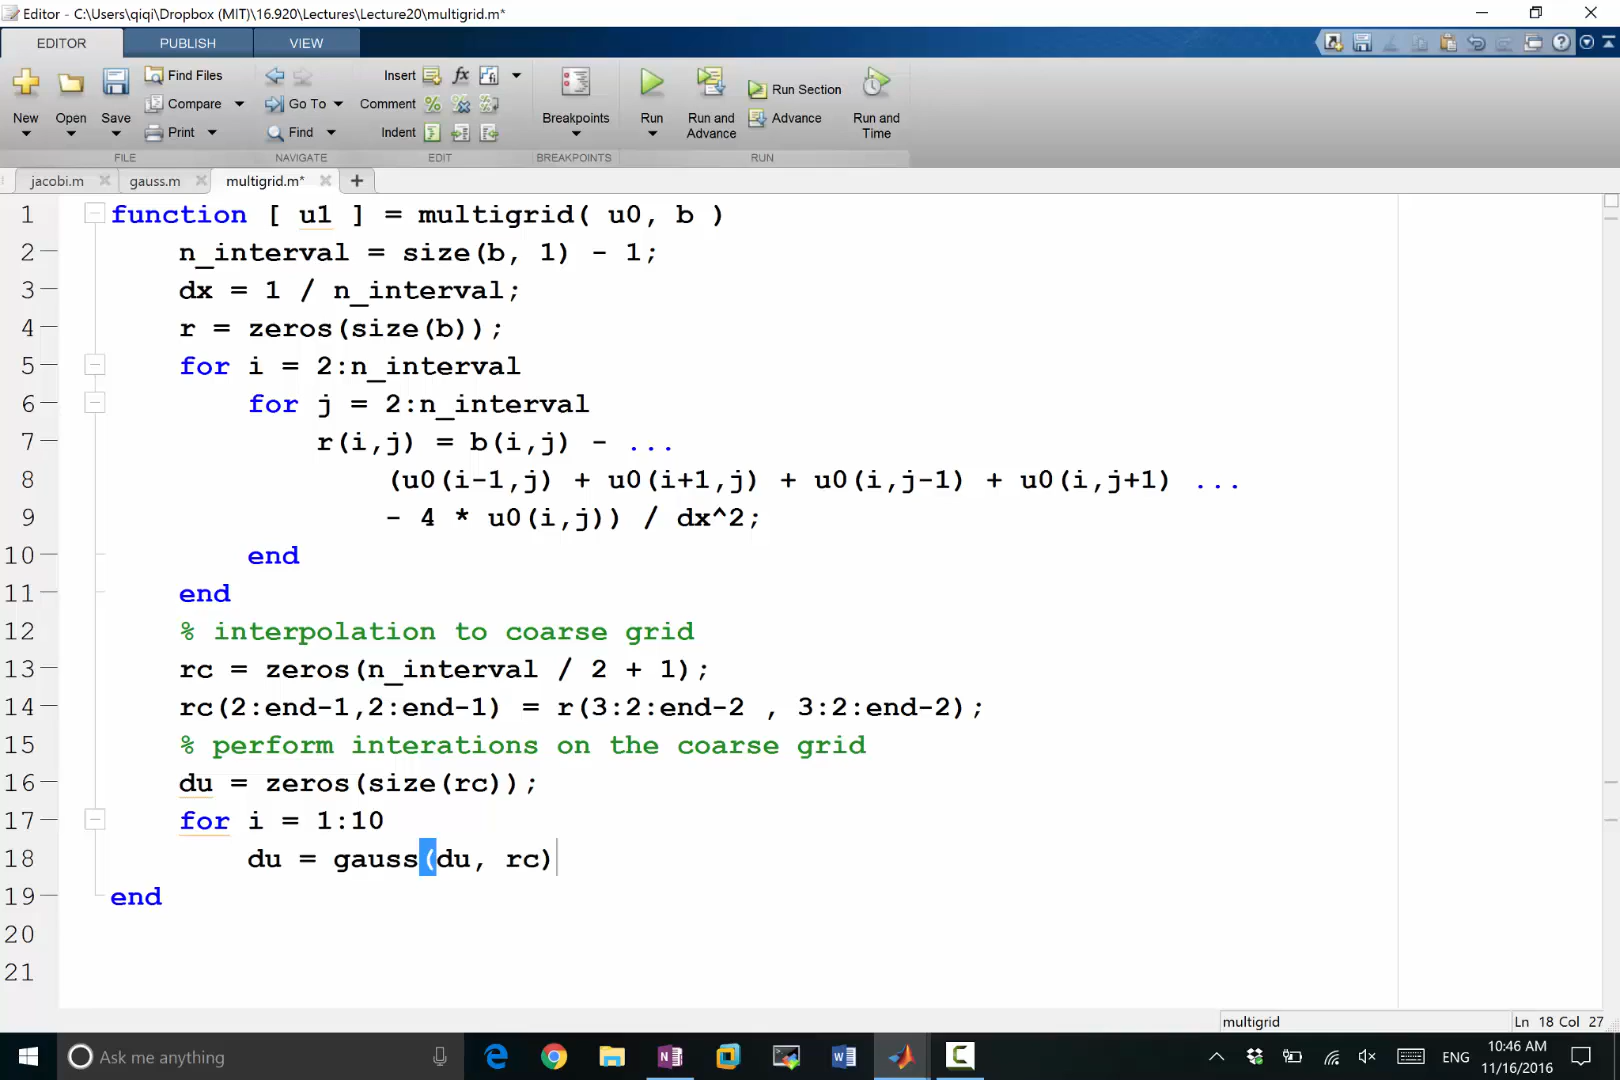 Editor - C:\Users\qiqi\Dropbox (MIT)\16.920\Lectures\Lecture20\multigrid.m*
EDITOR PUBLISH VIEW
New Open Save Find Files Compare Print
FILE
Go To Find
NAVIGATE
Insert fx Comment % Indent
EDIT
Breakpoints
BREAKPOINTS
Run Run and Advance Run Section Advance Run and Time
RUN
jacobi.m gauss.m multigrid.m* +
1 function [ u1 ] = multigrid( u0, b )
2 n_interval = size(b, 1) - 1;
3 dx = 1 / n_interval;
4 r = zeros(size(b));
5 for i = 2:n_interval
6 for j = 2:n_interval
7 r(i,j) = b(i,j) - ...
8 (u0(i-1,j) + u0(i+1,j) + u0(i,j-1) + u0(i,j+1) ...
9 - 4 * u0(i,j)) / dx^2;
10 end
11 end
12 % interpolation to coarse grid
13 rc = zeros(n_interval / 2 + 1);
14 rc(2:end-1,2:end-1) = r(3:2:end-2 , 3:2:end-2);
15 % perform interations on the coarse grid
16 du = zeros(size(rc));
17 for i = 1:10
18 du = gauss(du, rc)
19 end
20
21
multigrid Ln 18 Col 27
Ask me anything
ENG
10:46 AM
11/16/2016